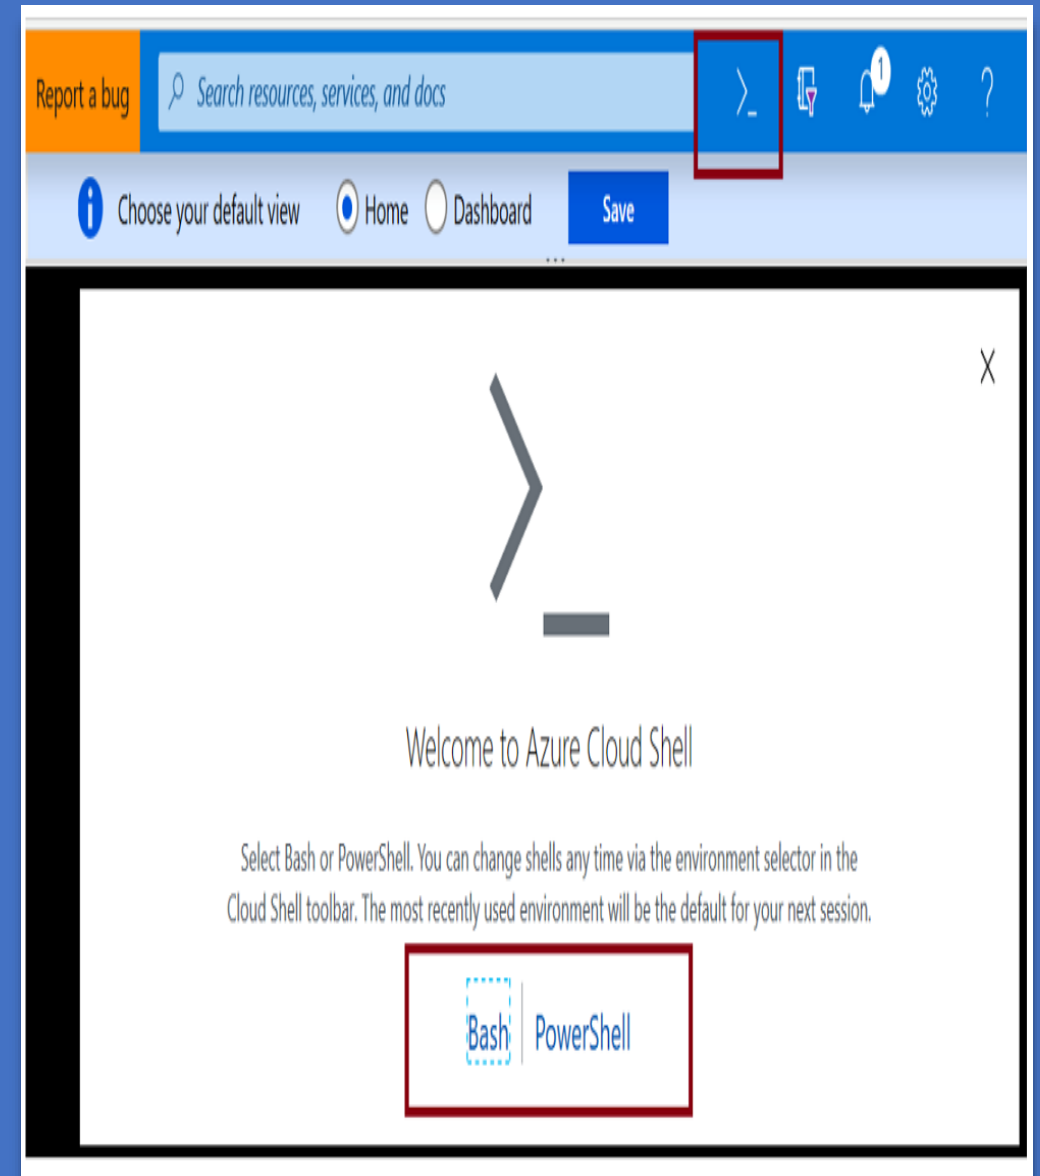 Report a bug
Search resources, services, and docs
>_
1
?
i
Choose your default view
Home
Dashboard
Save
...
X
>_
Welcome to Azure Cloud Shell
Select Bash or PowerShell. You can change shells any time via the environment selector in the
Cloud Shell toolbar. The most recently used environment will be the default for your next session.
Bash | PowerShell